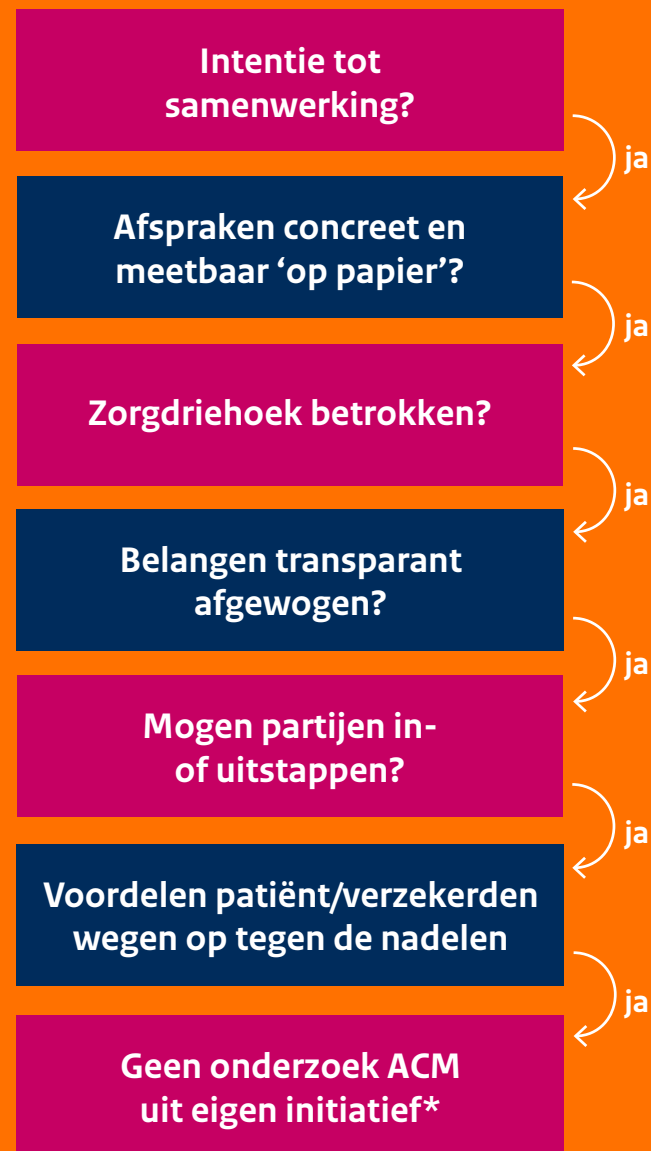 Intentie tot
samenwerking?
ja
Afspraken concreet en
meetbaar ‘op papier’?
ja
Zorgdriehoek betrokken?
ja
Belangen transparant
afgewogen?
ja
Mogen partijen in-
of uitstappen?
ja
Voordelen patiënt/verzekerden
wegen op tegen de nadelen
ja
Geen onderzoek ACM
uit eigen initiatief*